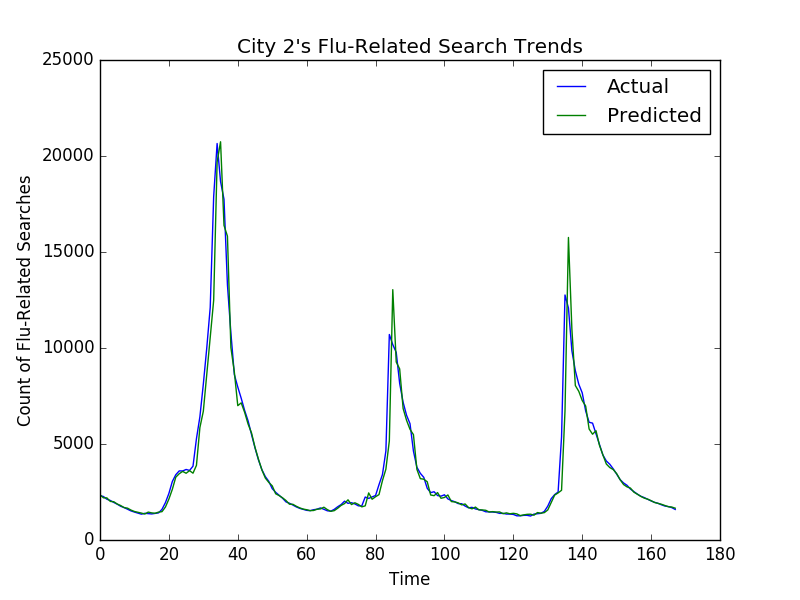 City 2's Flu-Related Search Trends
25000
20000
15000
10000
5000
0
Count of Flu-Related Searches
Actual
Predicted
0 20 40 60 80 100 120 140 160 180
Time